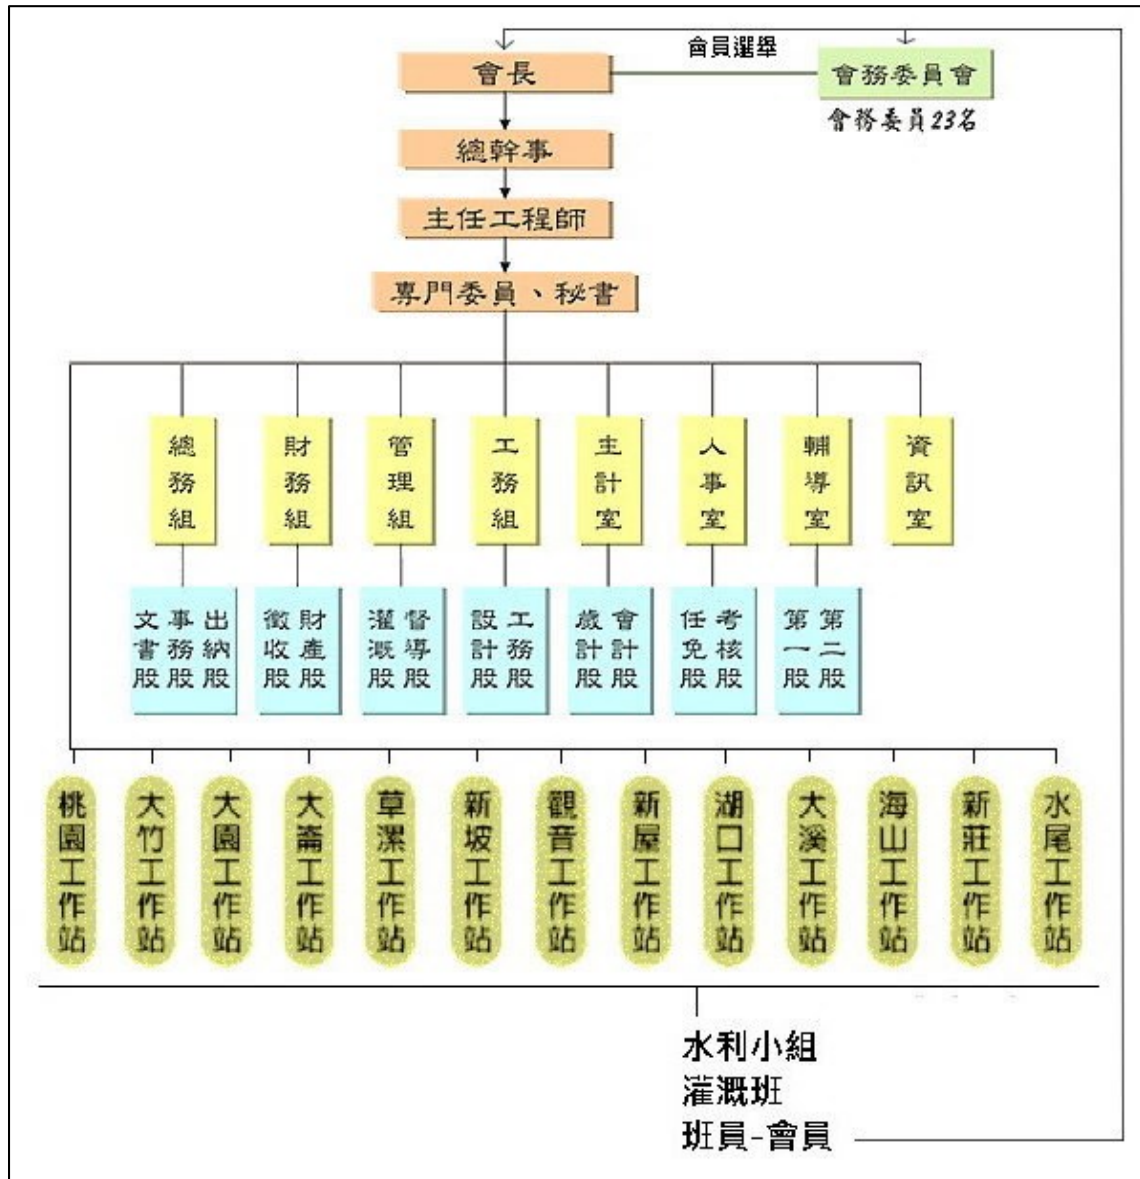 會員選舉
會長
會務委員會
會務委員23名
總幹事
主任工程師
專門委員、秘書
總務組
財務組
管理組
工務組
主計室
人事室
輔導室
資訊室
文書股
事務股
出納股
徵收股
財產股
灌溉股
督導股
設計股
工務股
歲計股
會計股
任免股
考核股
第一股
第二股
桃園工作站
大竹工作站
大園工作站
大崙工作站
草漯工作站
新坡工作站
觀音工作站
新屋工作站
湖口工作站
大溪工作站
海山工作站
新莊工作站
水尾工作站
水利小組
灌溉班
班員-會員